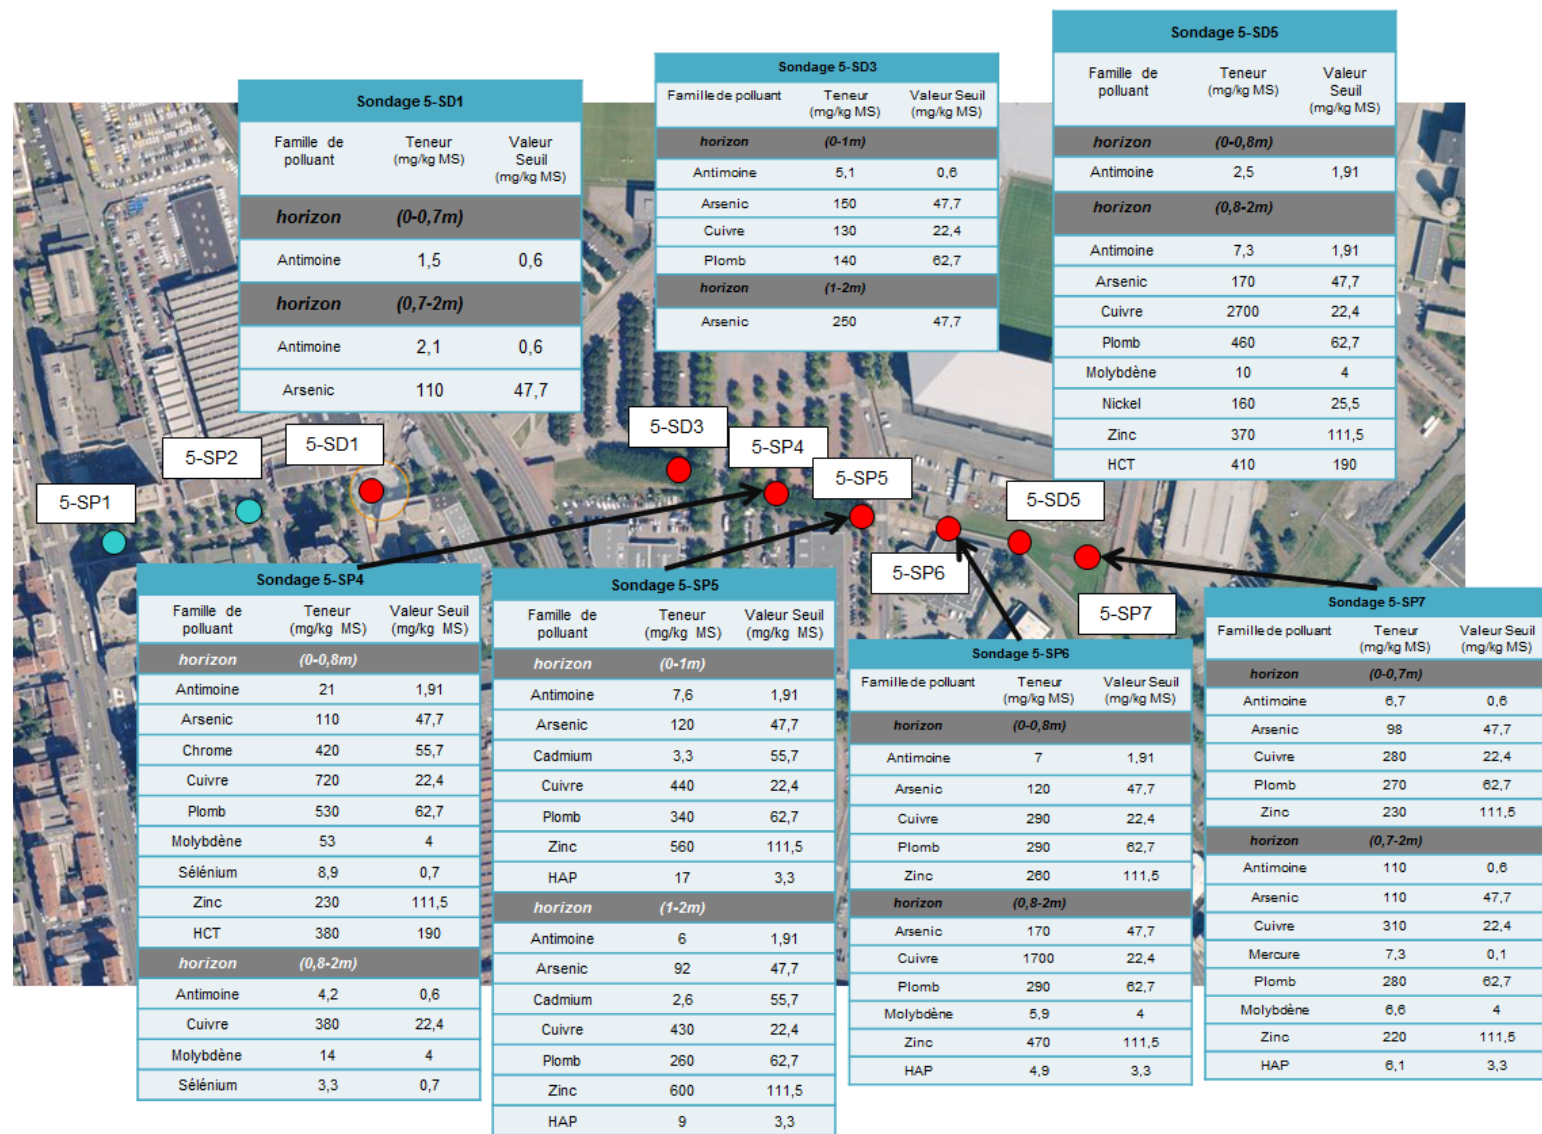 Sondage 5-SD1
Famille de polluant Teneur (mg/kg MS) Valeur Seuil (mg/kg MS)
horizon (0-0,7m)
Antimoine 1,5 0,6
horizon (0,7-2m)
Antimoine 2,1 0,6
Arsenic 110 47,7
Sondage 5-SD3
Famille de polluant Teneur (mg/kg MS) Valeur Seuil (mg/kg MS)
horizon (0-1m)
Antimoine 5,1 0,6
Arsenic 150 47,7
Cuivre 130 22,4
Plomb 140 62,7
horizon (1-2m)
Arsenic 250 47,7
Sondage 5-SD5
Famille de polluant Teneur (mg/kg MS) Valeur Seuil (mg/kg MS)
horizon (0-0,8m)
Antimoine 2,5 1,91
horizon (0,8-2m)
Antimoine 7,3 1,91
Arsenic 170 47,7
Cuivre 2700 22,4
Plomb 460 62,7
Molybdène 10 4
Nickel 160 25,5
Zinc 370 111,5
HCT 410 190
5-SP1
5-SP2
5-SD1
5-SD3
5-SP4
5-SP5
5-SP6
5-SD5
5-SP7
Sondage 5-SP4
Famille de polluant Teneur (mg/kg MS) Valeur Seuil (mg/kg MS)
horizon (0-0,8m)
Antimoine 21 1,91
Arsenic 110 47,7
Chrome 420 55,7
Cuivre 720 22,4
Plomb 530 62,7
Molybdène 53 4
Sélénium 8,9 0,7
Zinc 230 111,5
HCT 380 190
horizon (0,8-2m)
Antimoine 4,2 0,6
Cuivre 380 22,4
Molybdène 14 4
Sélénium 3,3 0,7
Sondage 5-SP5
Famille de polluant Teneur (mg/kg MS) Valeur Seuil (mg/kg MS)
horizon (0-1m)
Antimoine 7,6 1,91
Arsenic 120 47,7
Cadmium 3,3 55,7
Cuivre 440 22,4
Plomb 340 62,7
Zinc 560 111,5
HAP 17 3,3
horizon (1-2m)
Antimoine 6 1,91
Arsenic 92 47,7
Cadmium 2,6 55,7
Cuivre 430 22,4
Plomb 260 62,7
Zinc 600 111,5
HAP 9 3,3
Sondage 5-SP6
Famille de polluant Teneur (mg/kg MS) Valeur Seuil (mg/kg MS)
horizon (0-0,8m)
Antimoine 7 1,91
Arsenic 120 47,7
Cuivre 290 22,4
Plomb 290 62,7
Zinc 260 111,5
horizon (0,8-2m)
Arsenic 170 47,7
Cuivre 1700 22,4
Plomb 290 62,7
Molybdène 5,9 4
Zinc 470 111,5
HAP 4,9 3,3
Sondage 5-SP7
Famille de polluant Teneur (mg/kg MS) Valeur Seuil (mg/kg MS)
horizon (0-0,7m)
Antimoine 6,7 0,6
Arsenic 98 47,7
Cuivre 280 22,4
Plomb 270 62,7
Zinc 230 111,5
horizon (0,7-2m)
Antimoine 110 0,6
Arsenic 110 47,7
Cuivre 310 22,4
Mercure 7,3 0,1
Plomb 280 62,7
Molybdène 6,6 4
Zinc 220 111,5
HAP 6,1 3,3